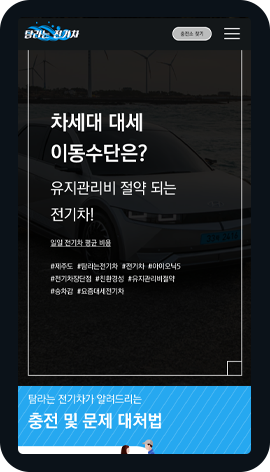 탐라는 전기차
충전소 찾기
차세대 대세
이동수단은?
유지관리비 절약 되는
전기차!
일일 전기차 평균 비용
#제주도 #탐라는전기차 #전기차 #아이오닉5
#전기차장단점 #친환경성 #유지관리비절약
#승차감 #요즘대세전기차
탐라는 전기차가 알려드리는
충전 및 문제 대처법